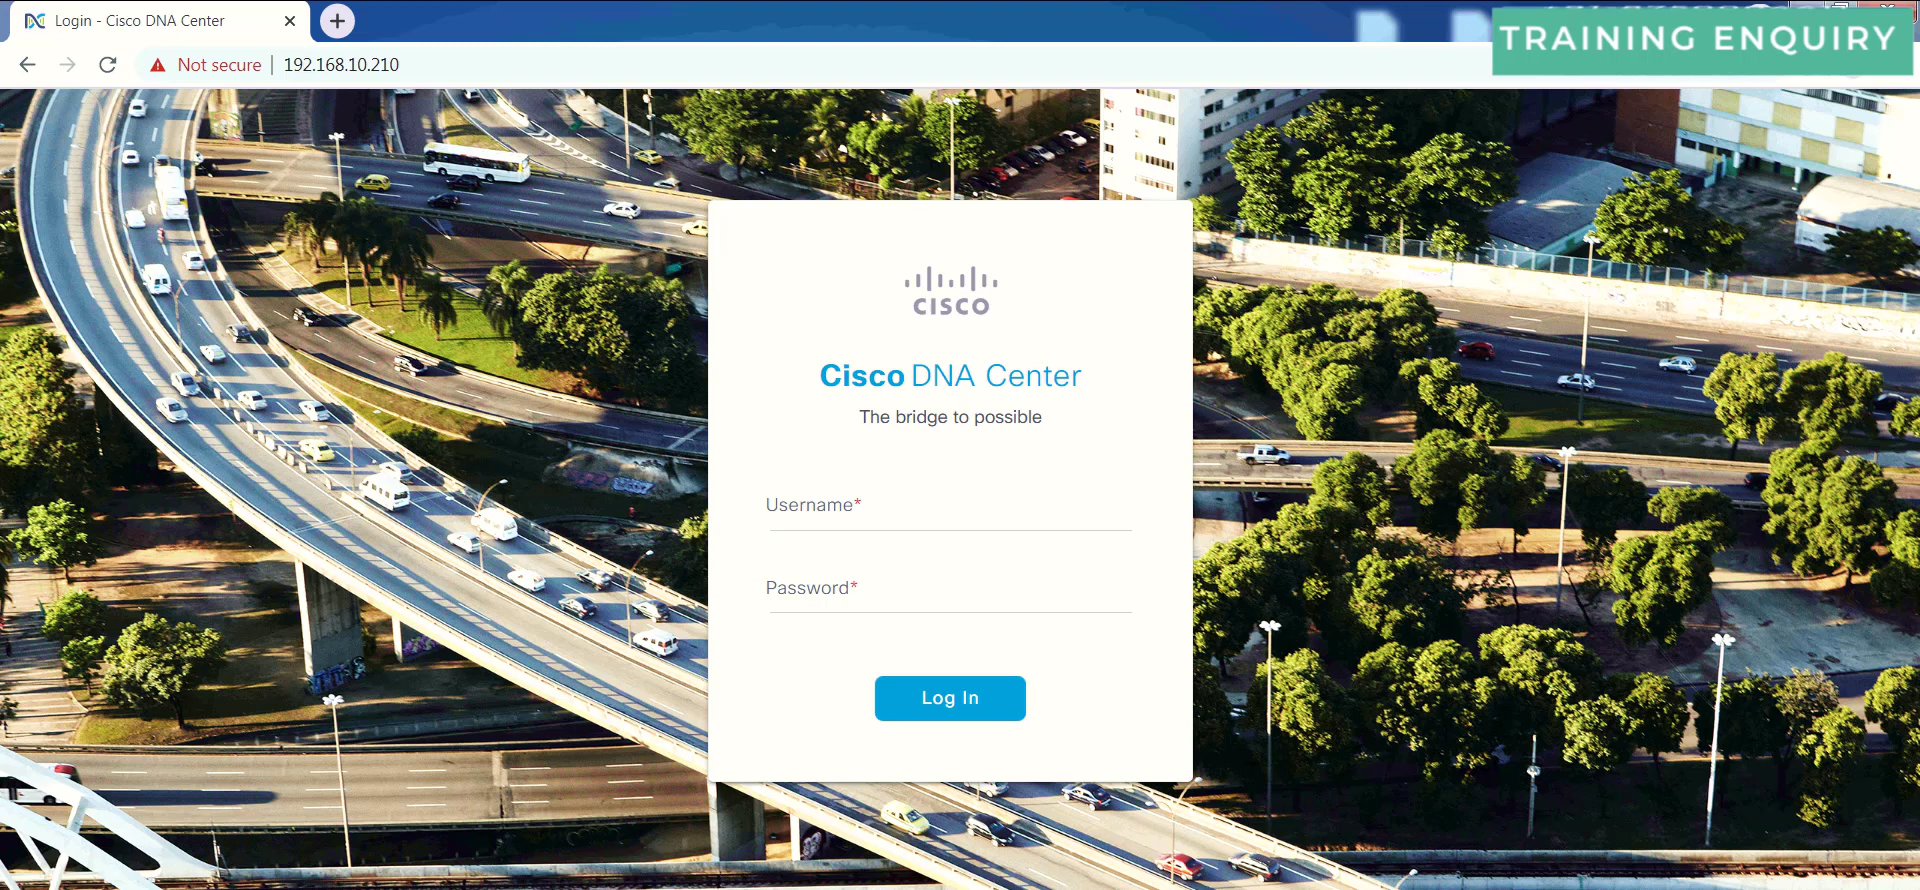 Login - Cisco DNA Center
TRAINING ENQUIRY
Not secure
192.168.10.210
CISCO
Cisco DNA Center
The bridge to possible
Username*
Password*
Log In